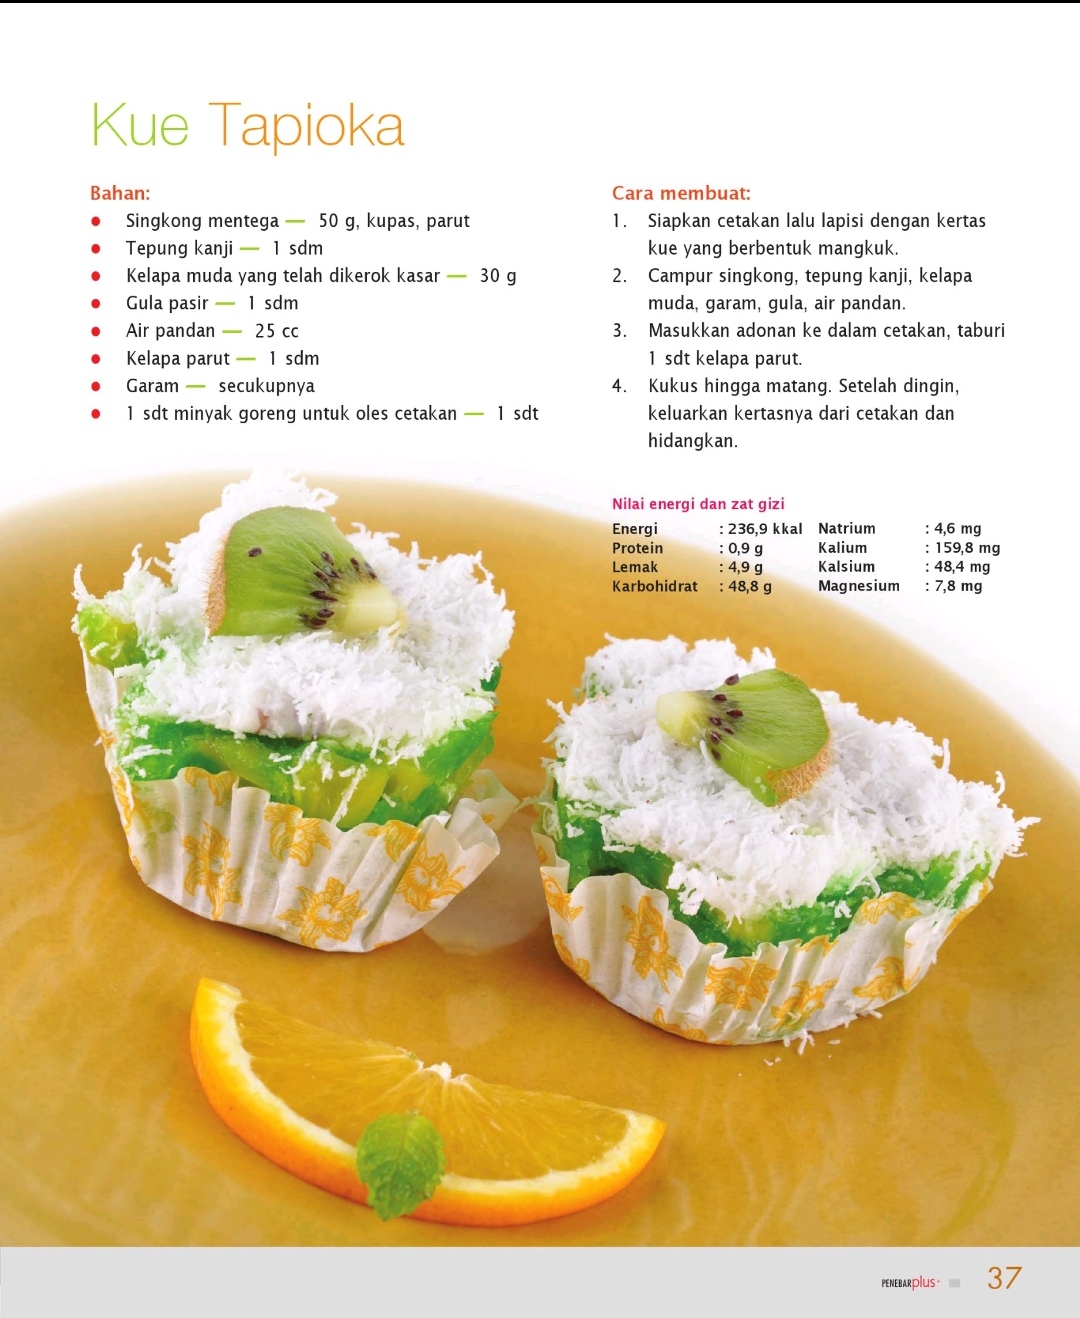 Kue Tapioka
Bahan:
● Singkong mentega — 50 g, kupas, parut
● Tepung kanji — 1 sdm
● Kelapa muda yang telah dikerok kasar — 30 g
● Gula pasir — 1 sdm
● Air pandan — 25 cc
● Kelapa parut — 1 sdm
● Garam — secukupnya
● 1 sdt minyak goreng untuk oles cetakan — 1 sdt
Cara membuat:
1. Siapkan cetakan lalu lapisi dengan kertas
kue yang berbentuk mangkuk.
2. Campur singkong, tepung kanji, kelapa
muda, garam, gula, air pandan.
3. Masukkan adonan ke dalam cetakan, taburi
1 sdt kelapa parut.
4. Kukus hingga matang. Setelah dingin,
keluarkan kertasnya dari cetakan dan
hidangkan.
Nilai energi dan zat gizi
Energi : 236,9 kkal Natrium : 4,6 mg
Protein : 0,9 g Kalium : 159,8 mg
Lemak : 4,9 g Kalsium : 48,4 mg
Karbohidrat : 48,8 g Magnesium : 7,8 mg
PENEBARplus+ 37